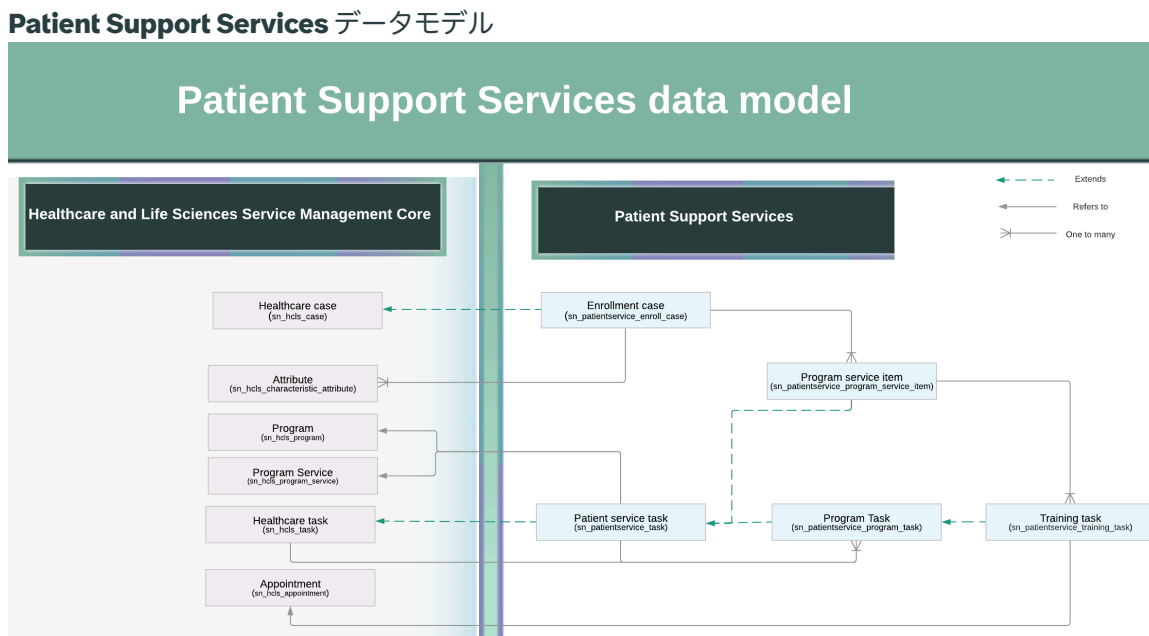 Patient Support Services データモデル
Patient Support Services data model
Healthcare and Life Sciences Service Management Core
Patient Support Services
Extends
Refers to
One to many
Healthcare case
(sn_hcls_case)
Enrollment case
(sn_patientservice_enroll_case)
Attribute
(sn_hcls_characteristic_attribute)
Program service item
(sn_patientservice_program_service_item)
Program
(sn_hcls_program)
Program Service
(sn_hcls_program_service)
Healthcare task
(sn_hcls_task)
Patient service task
(sn_patientservice_task)
Program Task
(sn_patientservice_program_task)
Training task
(sn_patientservice_training_task)
Appointment
(sn_hcls_appointment)